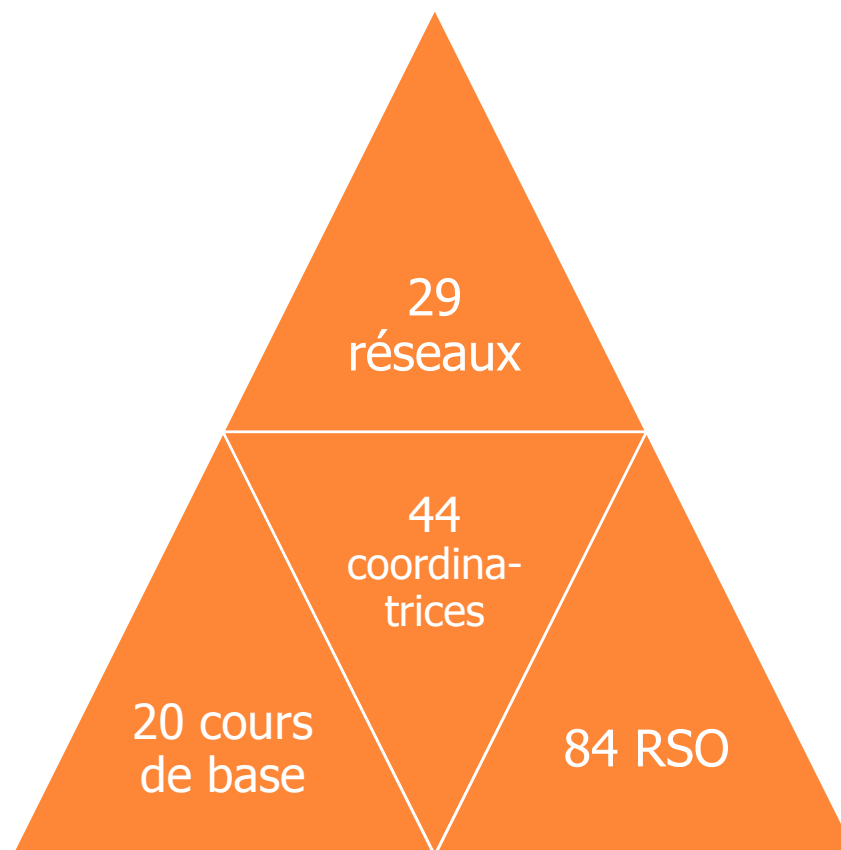 29
réseaux
44
coordina-
trices
20 cours
de base
84 RSO